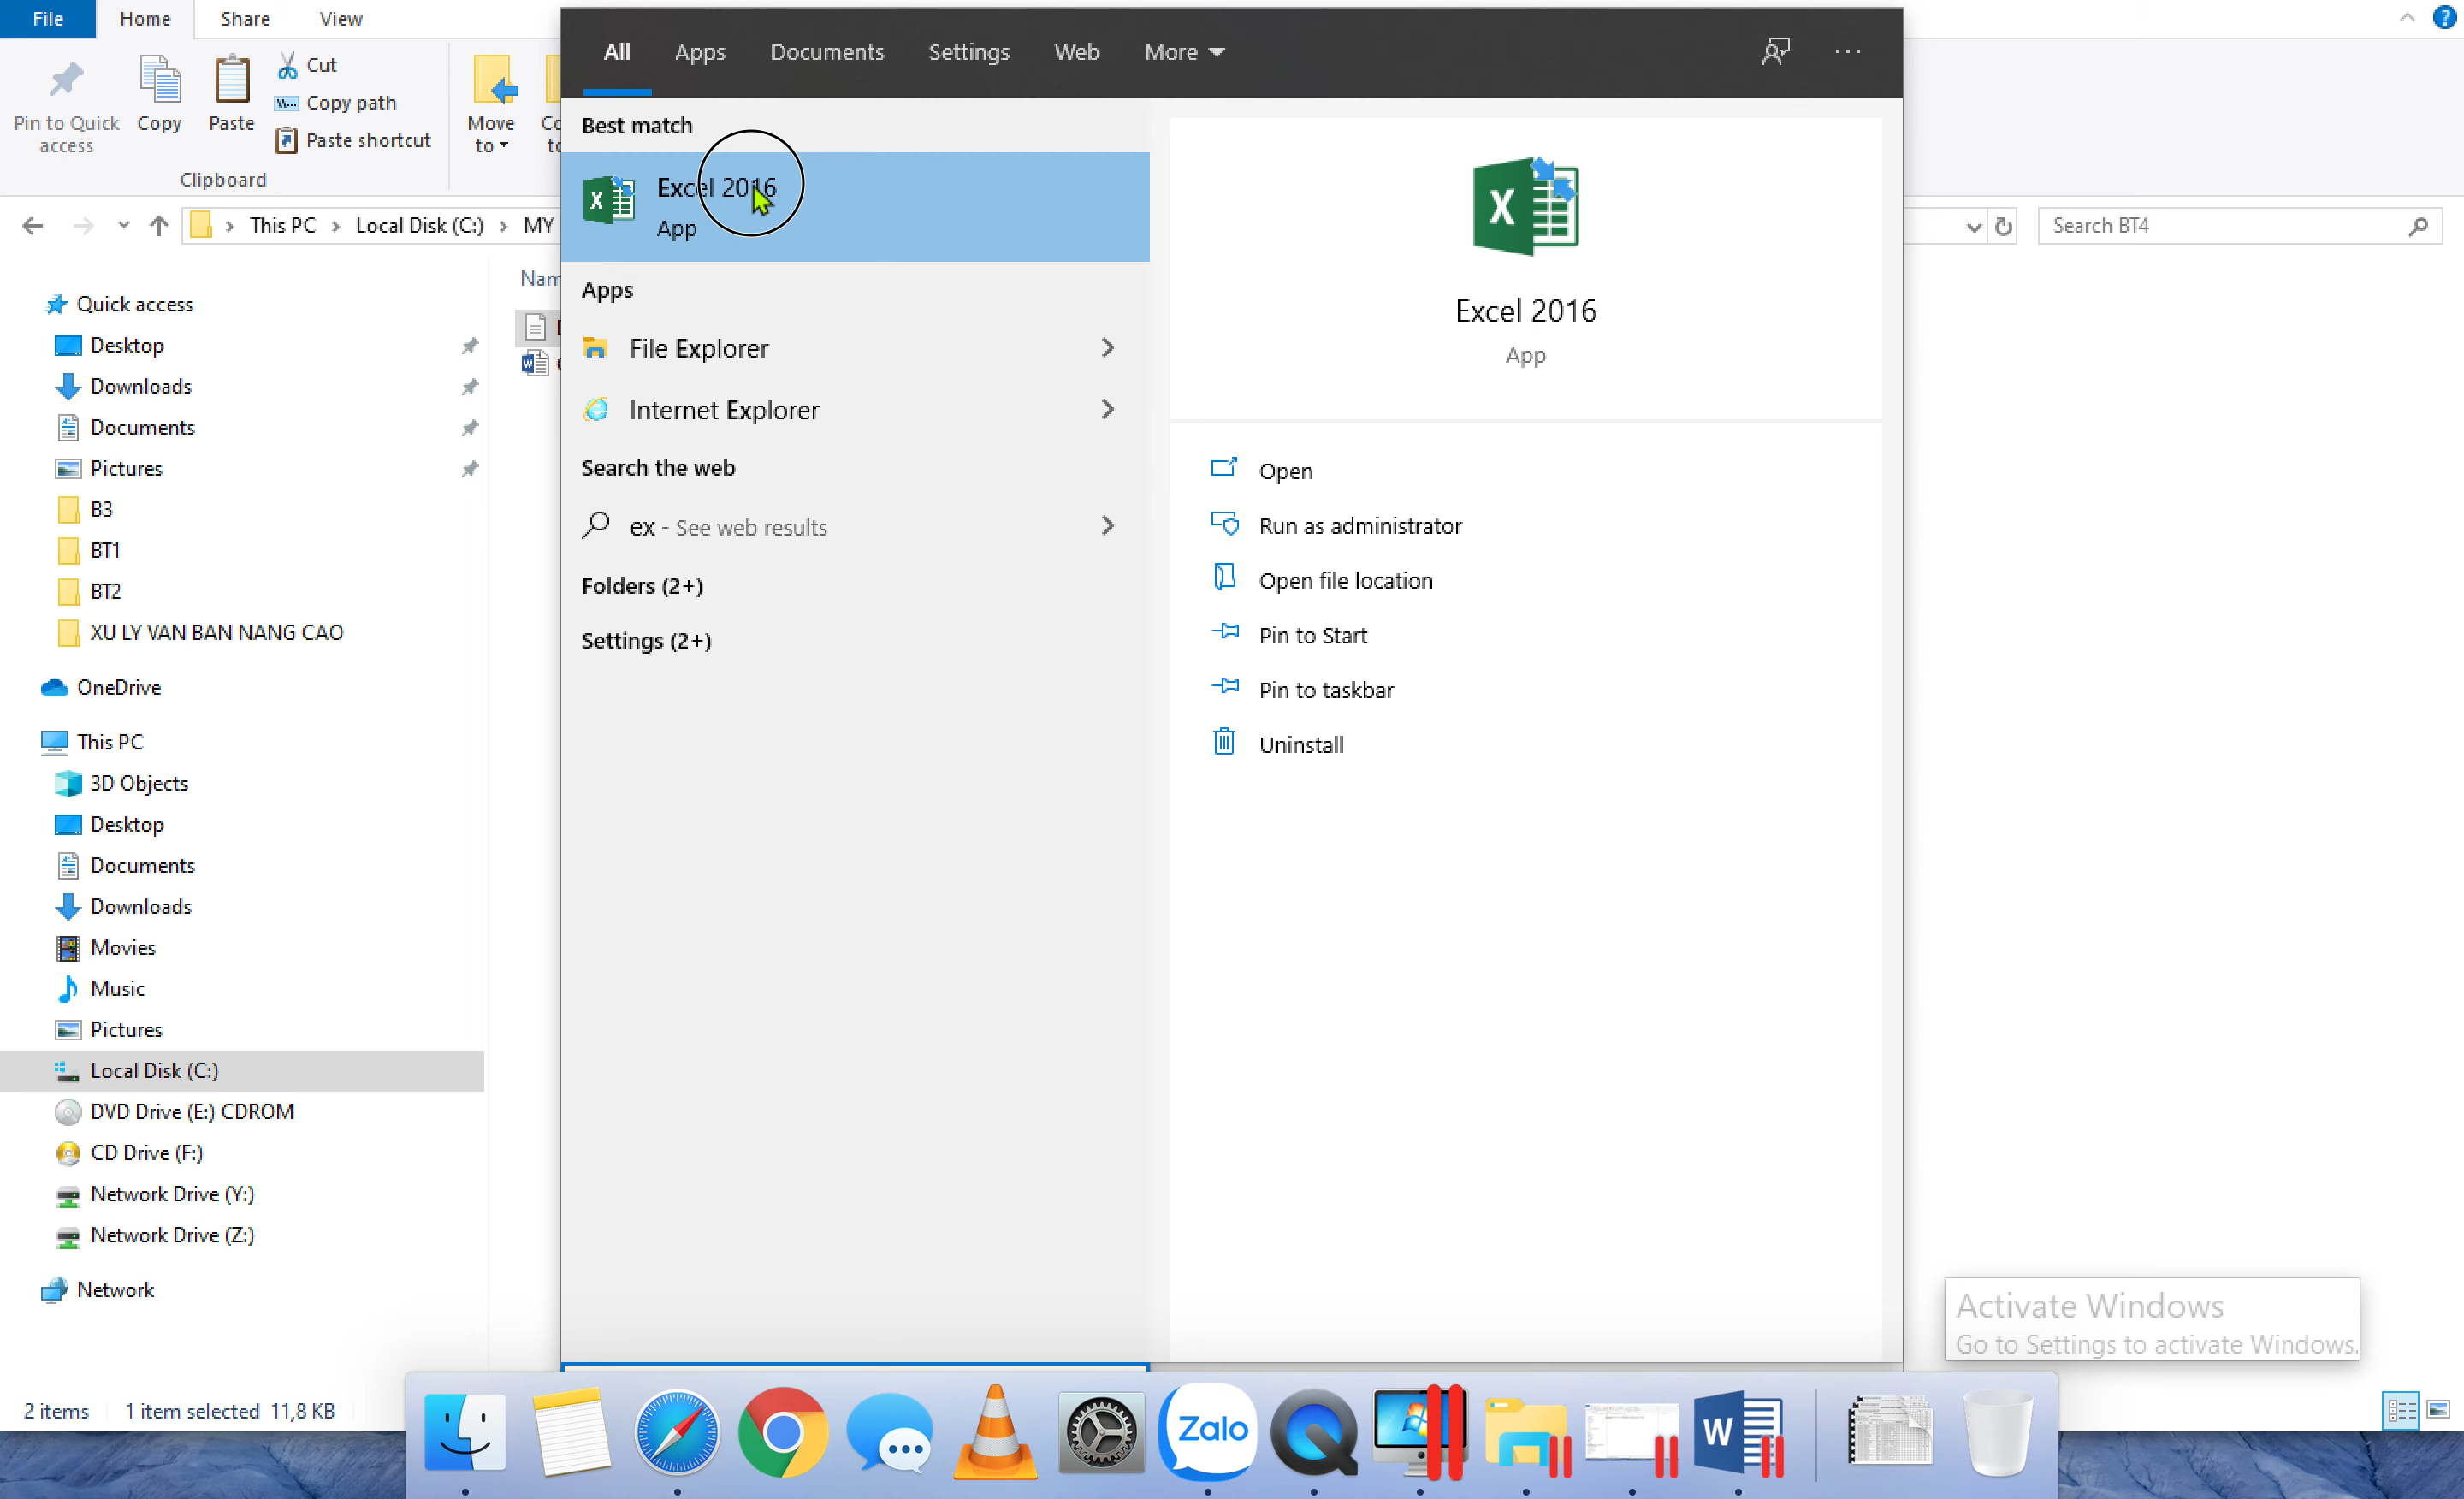 File Home Share View
Pin to Quick access
Copy
Paste
Cut
Copy path
Paste shortcut
Clipboard
Move to
All Apps Documents Settings Web More
This PC Local Disk (C:) MY
Search BT4
Quick access
Desktop
Downloads
Documents
Pictures
B3
BT1
BT2
XU LY VAN BAN NANG CAO
OneDrive
This PC
3D Objects
Desktop
Documents
Downloads
Movies
Music
Pictures
Local Disk (C:)
DVD Drive (E:) CDROM
CD Drive (F:)
Network Drive (Y:)
Network Drive (Z:)
Network
2 items 1 item selected 11,8 KB
Best match
Excel 2016
App
Apps
File Explorer
Internet Explorer
Search the web
ex - See web results
Folders (2+)
Settings (2+)
Excel 2016
App
Open
Run as administrator
Open file location
Pin to Start
Pin to taskbar
Uninstall
Activate Windows
Go to Settings to activate Windows.
Zalo